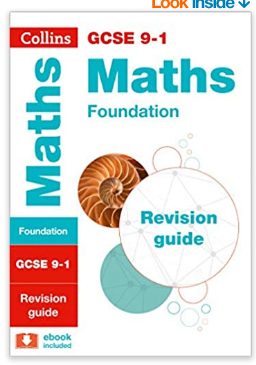 Look inside
Collins
GCSE 9-1
Maths
Maths
Foundation
Revision
guide
Foundation
GCSE 9-1
Revision
guide
ebook
included